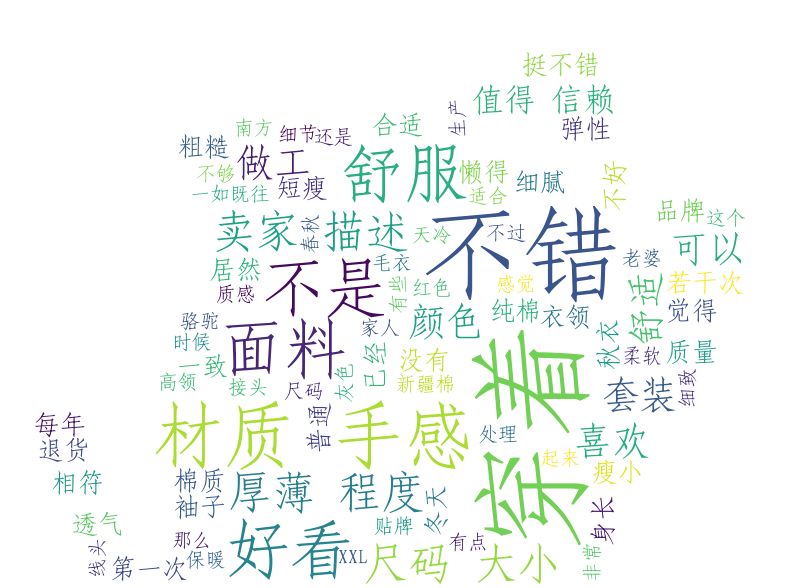 挺不错
值得 信赖
生产
弹性
南方
细节
还是
合适
粗糙
做工
舒服
懒得
细腻
不好
不够
一如既往
短瘦
适合
品牌
这个
卖家
春秋
描述
天冷
不错
不过
可以
居然
质感
不是
毛衣
有些
红色
感觉
老婆
舒适
若干次
骆驼
时候
一致
面料
家人
颜色
纯棉
衣领
秋衣
柔软
觉得
质量
高领
接头
尺码
灰色
已经
没有
新疆棉
穿着
套装
细致
每年
退货
材质
普通
手感
处理
喜欢
起来
瘦小
相符
棉质
袖子
厚薄 程度
冬天
身长
透气
线头
第一次
那么
保暖
好看
XXL
贴牌
尺码 大小
有点
非常